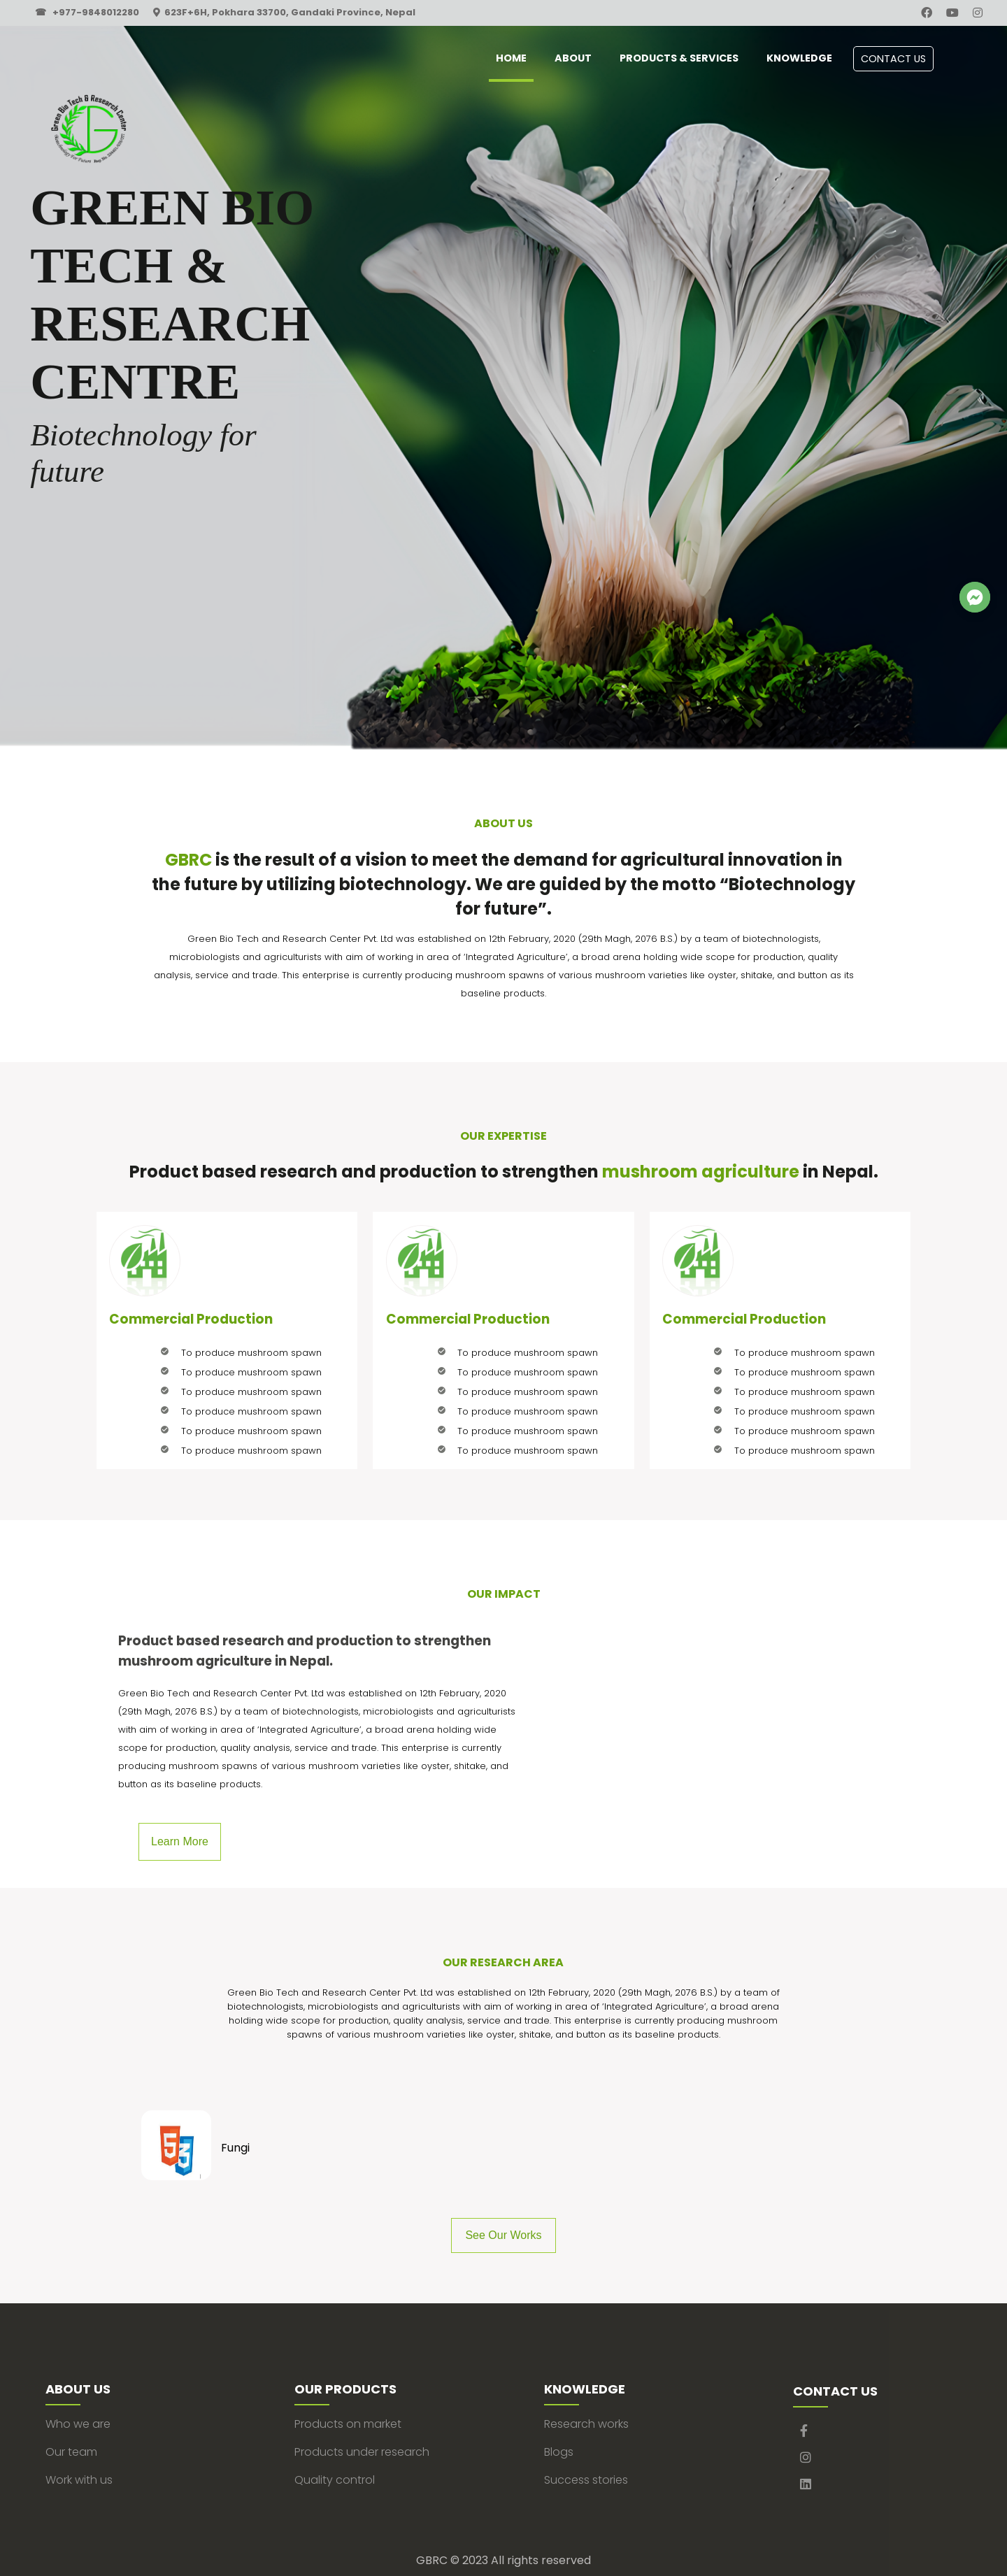 ☎ +977-9848012280 623F+6H, Pokhara 33700, Gandaki Province, Nepal
HOME ABOUT PRODUCTS & SERVICES KNOWLEDGE CONTACT US
Green Bio Tech & Research Center
GREEN BIO
TECH &
RESEARCH
CENTRE
Biotechnology for
future
ABOUT US
GBRC is the result of a vision to meet the demand for agricultural innovation in
the future by utilizing biotechnology. We are guided by the motto “Biotechnology
for future”.
Green Bio Tech and Research Center Pvt. Ltd was established on 12th February, 2020 (29th Magh, 2076 B.S.) by a team of biotechnologists,
microbiologists and agriculturists with aim of working in area of ‘Integrated Agriculture’, a broad arena holding wide scope for production, quality
analysis, service and trade. This enterprise is currently producing mushroom spawns of various mushroom varieties like oyster, shitake, and button as its
baseline products.
OUR EXPERTISE
Product based research and production to strengthen mushroom agriculture in Nepal.
Commercial Production
To produce mushroom spawn
To produce mushroom spawn
To produce mushroom spawn
To produce mushroom spawn
To produce mushroom spawn
To produce mushroom spawn
Commercial Production
To produce mushroom spawn
To produce mushroom spawn
To produce mushroom spawn
To produce mushroom spawn
To produce mushroom spawn
To produce mushroom spawn
Commercial Production
To produce mushroom spawn
To produce mushroom spawn
To produce mushroom spawn
To produce mushroom spawn
To produce mushroom spawn
To produce mushroom spawn
OUR IMPACT
Product based research and production to strengthen
mushroom agriculture in Nepal.
Green Bio Tech and Research Center Pvt. Ltd was established on 12th February, 2020
(29th Magh, 2076 B.S.) by a team of biotechnologists, microbiologists and agriculturists
with aim of working in area of ‘Integrated Agriculture’, a broad arena holding wide
scope for production, quality analysis, service and trade. This enterprise is currently
producing mushroom spawns of various mushroom varieties like oyster, shitake, and
button as its baseline products.
Learn More
OUR RESEARCH AREA
Green Bio Tech and Research Center Pvt. Ltd was established on 12th February, 2020 (29th Magh, 2076 B.S.) by a team of
biotechnologists, microbiologists and agriculturists with aim of working in area of ‘Integrated Agriculture’, a broad arena
holding wide scope for production, quality analysis, service and trade. This enterprise is currently producing mushroom
spawns of various mushroom varieties like oyster, shitake, and button as its baseline products.
Fungi
See Our Works
ABOUT US
Who we are
Our team
Work with us
OUR PRODUCTS
Products on market
Products under research
Quality control
KNOWLEDGE
Research works
Blogs
Success stories
CONTACT US
GBRC © 2023 All rights reserved